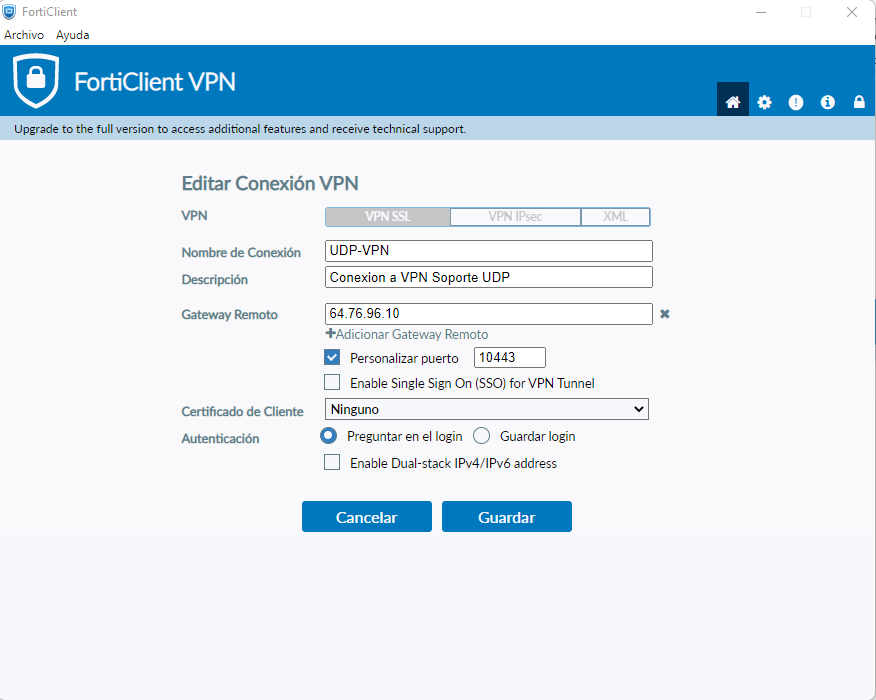 FortiClient
Archivo Ayuda
FortiClient VPN
Upgrade to the full version to access additional features and receive technical support.
Editar Conexión VPN
VPN VPN SSL VPN IPsec XML
Nombre de Conexión UDP-VPN
Descripción Conexion a VPN Soporte UDP
Gateway Remoto 64.76.96.10
Adicionar Gateway Remoto
Personalizar puerto 10443
Enable Single Sign On (SSO) for VPN Tunnel
Certificado de Cliente Ninguno
Autenticación Preguntar en el login Guardar login
Enable Dual-stack IPv4/IPv6 address
Cancelar Guardar